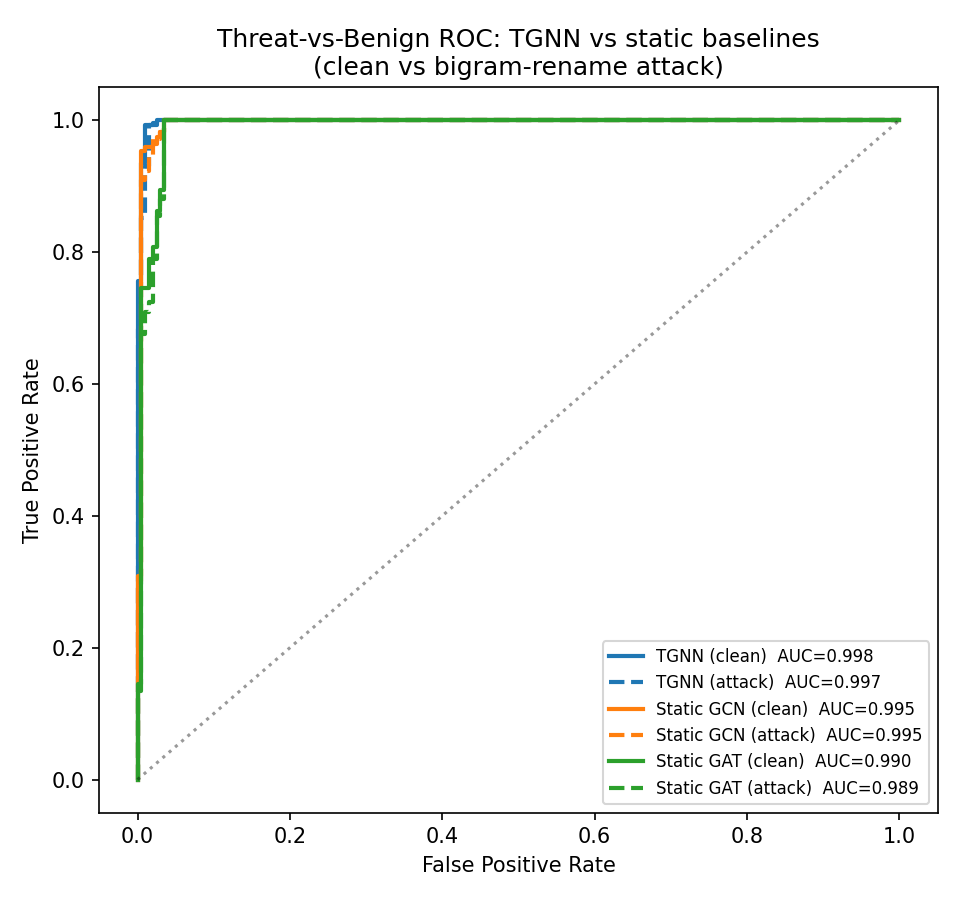 Threat-vs-Benign ROC: TGNN vs static baselines
(clean vs bigram-rename attack)
True Positive Rate
1.0
0.8
0.6
0.4
0.2
0.0
0.0 0.2 0.4 0.6 0.8 1.0
False Positive Rate
TGNN (clean) AUC=0.998
TGNN (attack) AUC=0.997
Static GCN (clean) AUC=0.995
Static GCN (attack) AUC=0.995
Static GAT (clean) AUC=0.990
Static GAT (attack) AUC=0.989